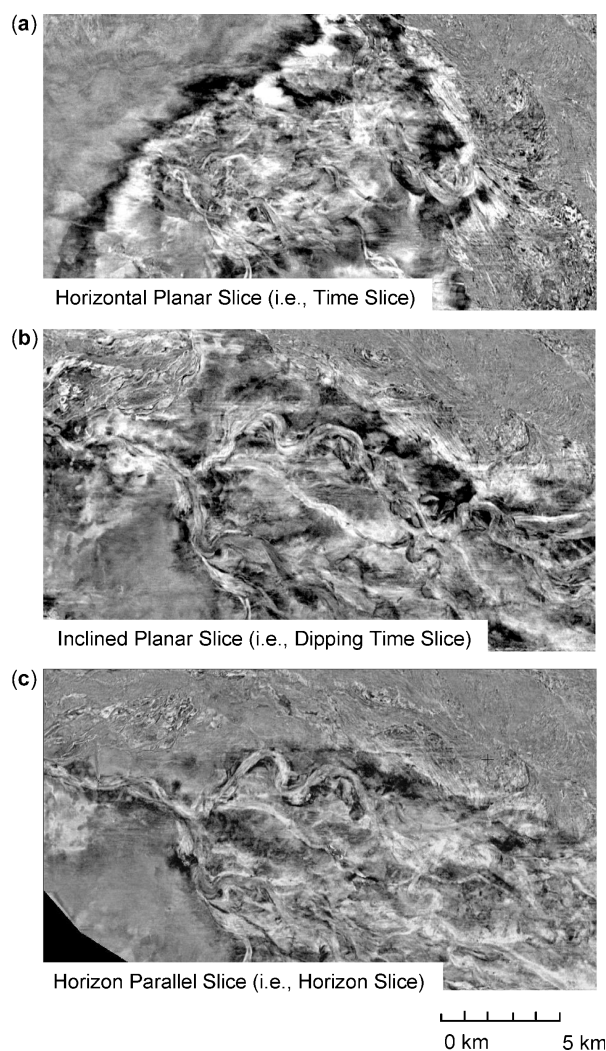 (a)
Horizontal Planar Slice (i.e., Time Slice)
(b)
Inclined Planar Slice (i.e., Dipping Time Slice)
(c)
Horizon Parallel Slice (i.e., Horizon Slice)
0 km 5 km